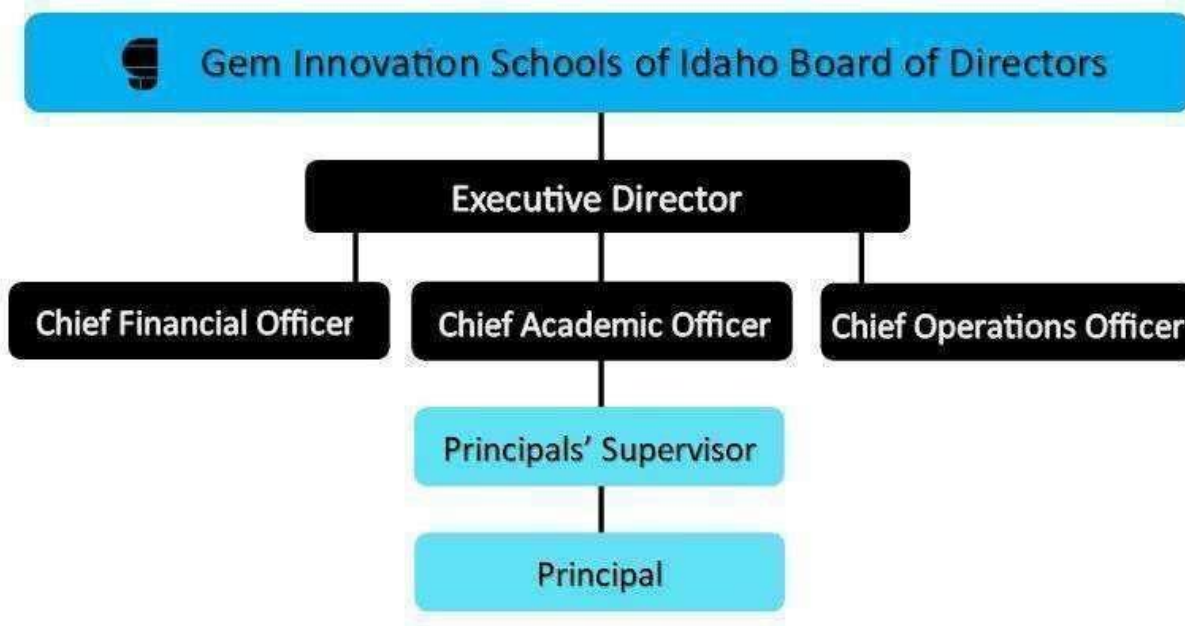 Gem Innovation Schools of Idaho Board of Directors
Executive Director
Chief Financial Officer
Chief Academic Officer
Chief Operations Officer
Principals’ Supervisor
Principal